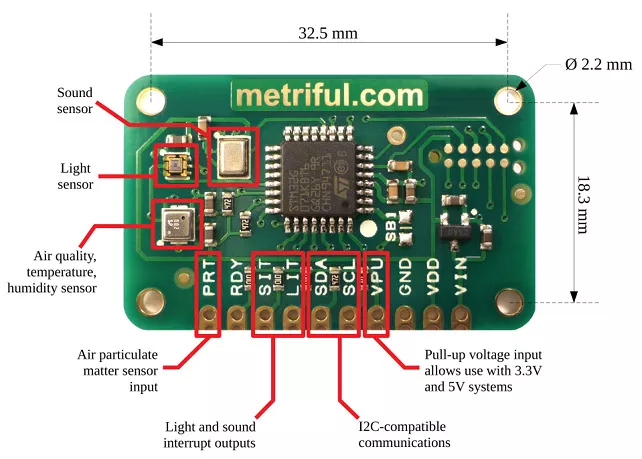 32.5 mm
Ø 2.2 mm
Sound
sensor
metriful.com
Light
sensor
18.3 mm
Air quality,
temperature,
humidity sensor
472
472
SB1
PRT
RDY
SIT
LIT
SDA
SCL
VPU
GND
VDD
VIN
Air particulate
matter sensor
input
Pull-up voltage input
allows use with 3.3V
and 5V systems
Light and sound
interrupt outputs
I2C-compatible
communications